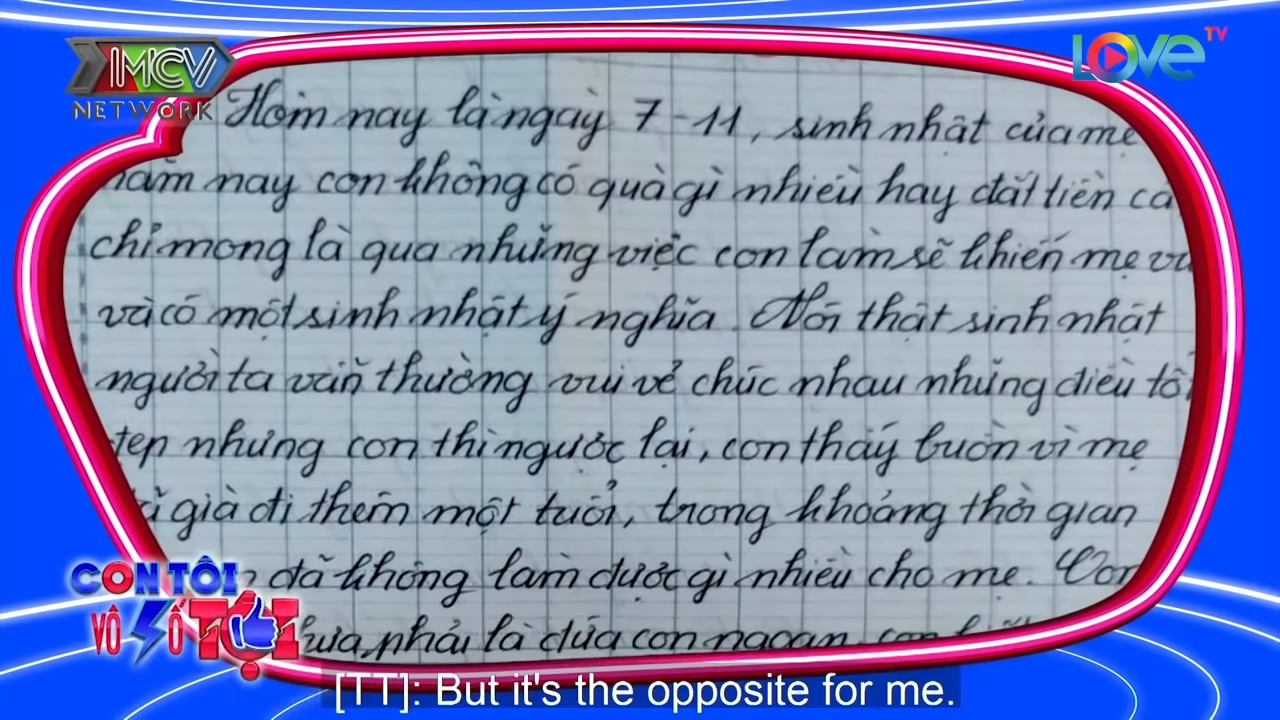 MCV
NETWORK
LOVE TV
Hôm nay là ngày 7-11, sinh nhật của mẹ
năm nay con không có quà gì nhiều hay đắt tiền cả
chỉ mong là qua những việc con làm sẽ khiến mẹ
và có một sinh nhật ý nghĩa. Nói thật sinh nhật
người ta vẫn thường vui vẻ chúc nhau những điều tốt
đẹp nhưng con thì ngược lại, con thấy buồn vì mẹ
già đi thêm một tuổi, trong khoảng thời gian
đã không làm được gì nhiều cho mẹ. Con
chưa phải là đứa con ngoan, con
CON TÔI
VÔ SỐ TỘI
[TT]: But it's the opposite for me.